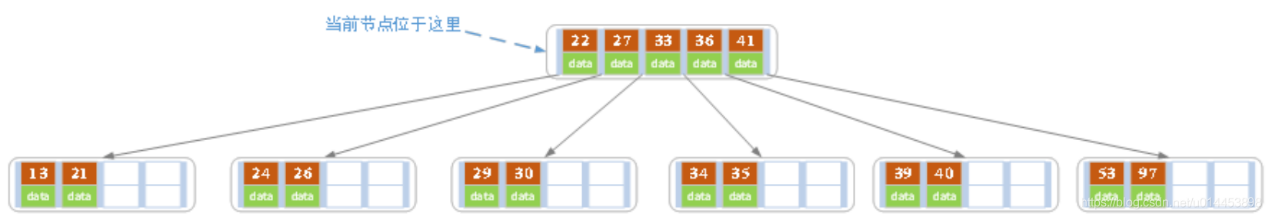 当前节点位于这里
22 27 33 36 41
data data data data data
13 21 24 26 29 30 34 35 39 40 53 97
data data data data data data data data data data data data